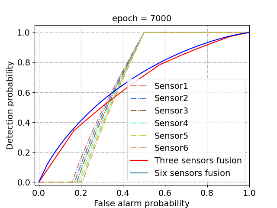 epoch = 7000
Detection probability
1.0
0.8
0.6
0.4
0.2
0.0
Sensor1
Sensor2
Sensor3
Sensor4
Sensor5
Sensor6
Three sensors fusion
Six sensors fusion
0.0 0.2 0.4 0.6 0.8 1.0
False alarm probability